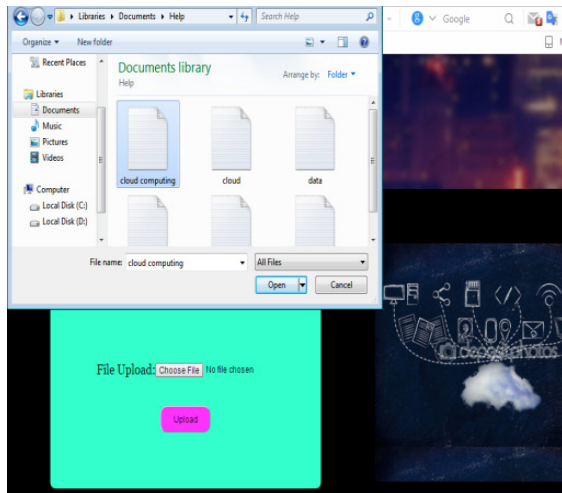 Libraries ▸ Documents ▸ Help
Search Help
Google
Organize
New folder
Recent Places
Libraries
Documents
Music
Pictures
Videos
Computer
Local Disk (C:)
Local Disk (D:)
Documents library
Help
Arrange by: Folder
cloud computing
cloud
data
File name: cloud computing
All Files
Open
Cancel
File Upload: Choose File No file chosen
Upload
depositphotos